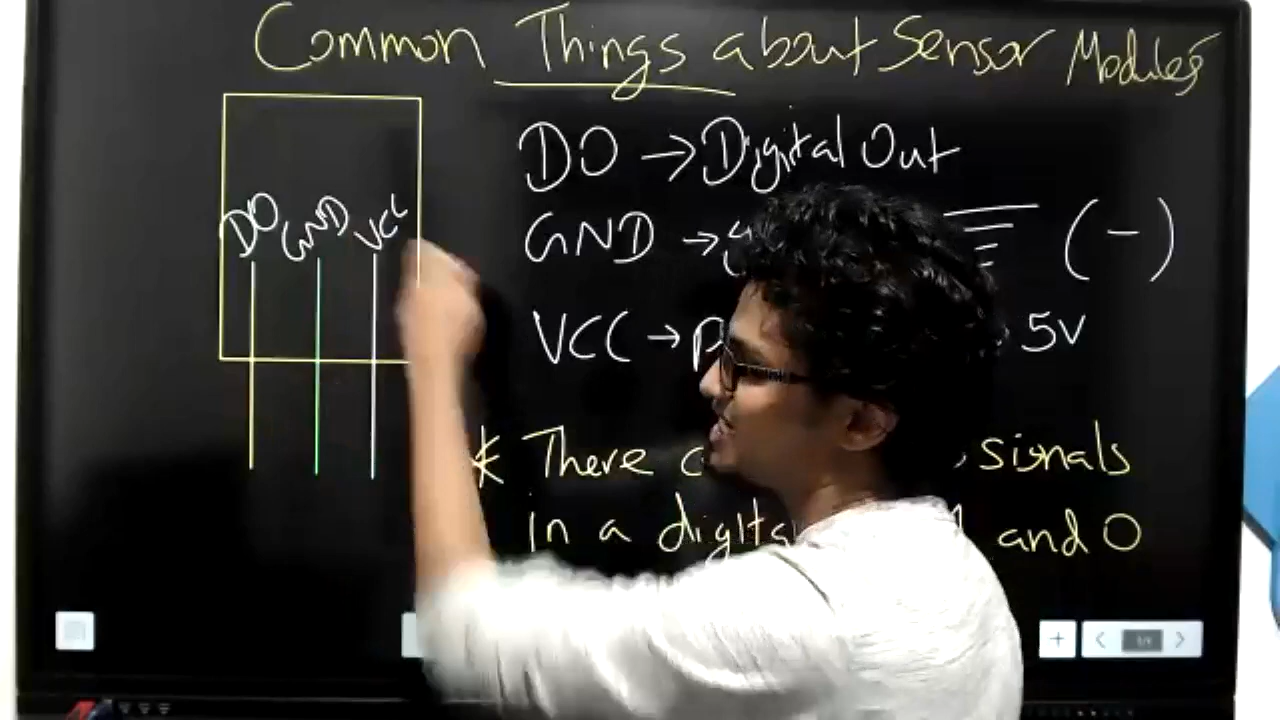 Common Things about Sensor Modules
DO GND VCC
DO → Digital Out
GND → (-)
VCC → 5V
* There signals
in a and 0